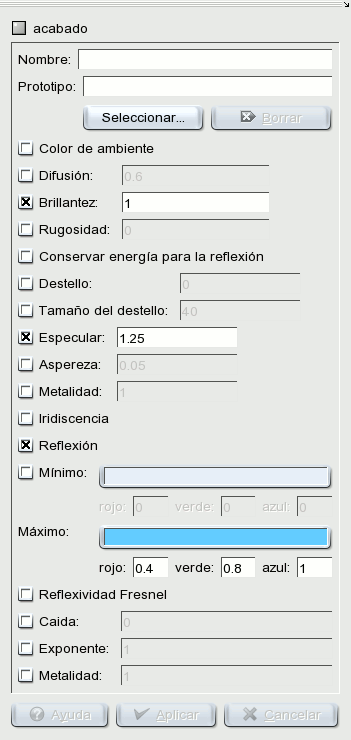 acabado
Nombre:
Prototipo:
Seleccionar... Borrar
Color de ambiente
Difusión: 0.6
Brillantez: 1
Rugosidad: 0
Conservar energía para la reflexión
Destello: 0
Tamaño del destello: 40
Especular: 1.25
Aspereza: 0.05
Metalidad: 1
Iridiscencia
Reflexión
Mínimo:
rojo: 0 verde: 0 azul: 0
Máximo:
rojo: 0.4 verde: 0.8 azul: 1
Reflexividad Fresnel
Caida: 0
Exponente: 1
Metalidad: 1
Ayuda Aplicar Cancelar